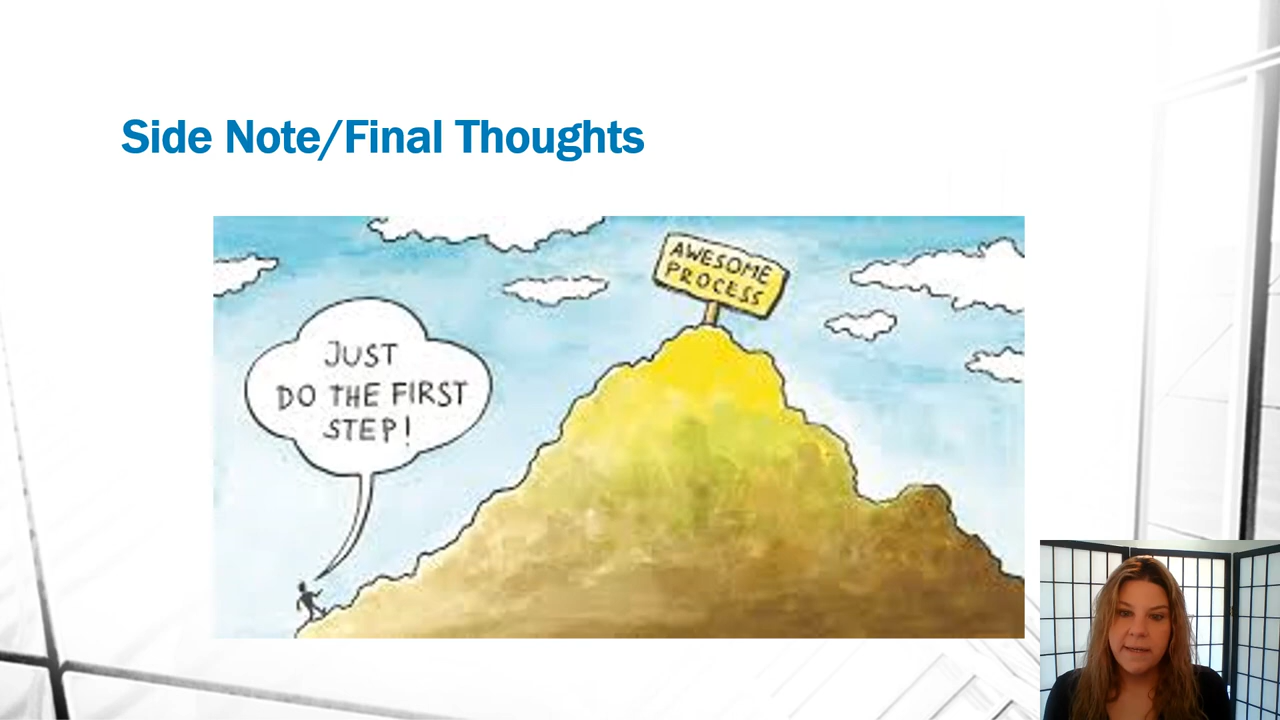 Side Note/Final Thoughts
AWESOME
PROCESS
JUST
DO THE FIRST
STEP!